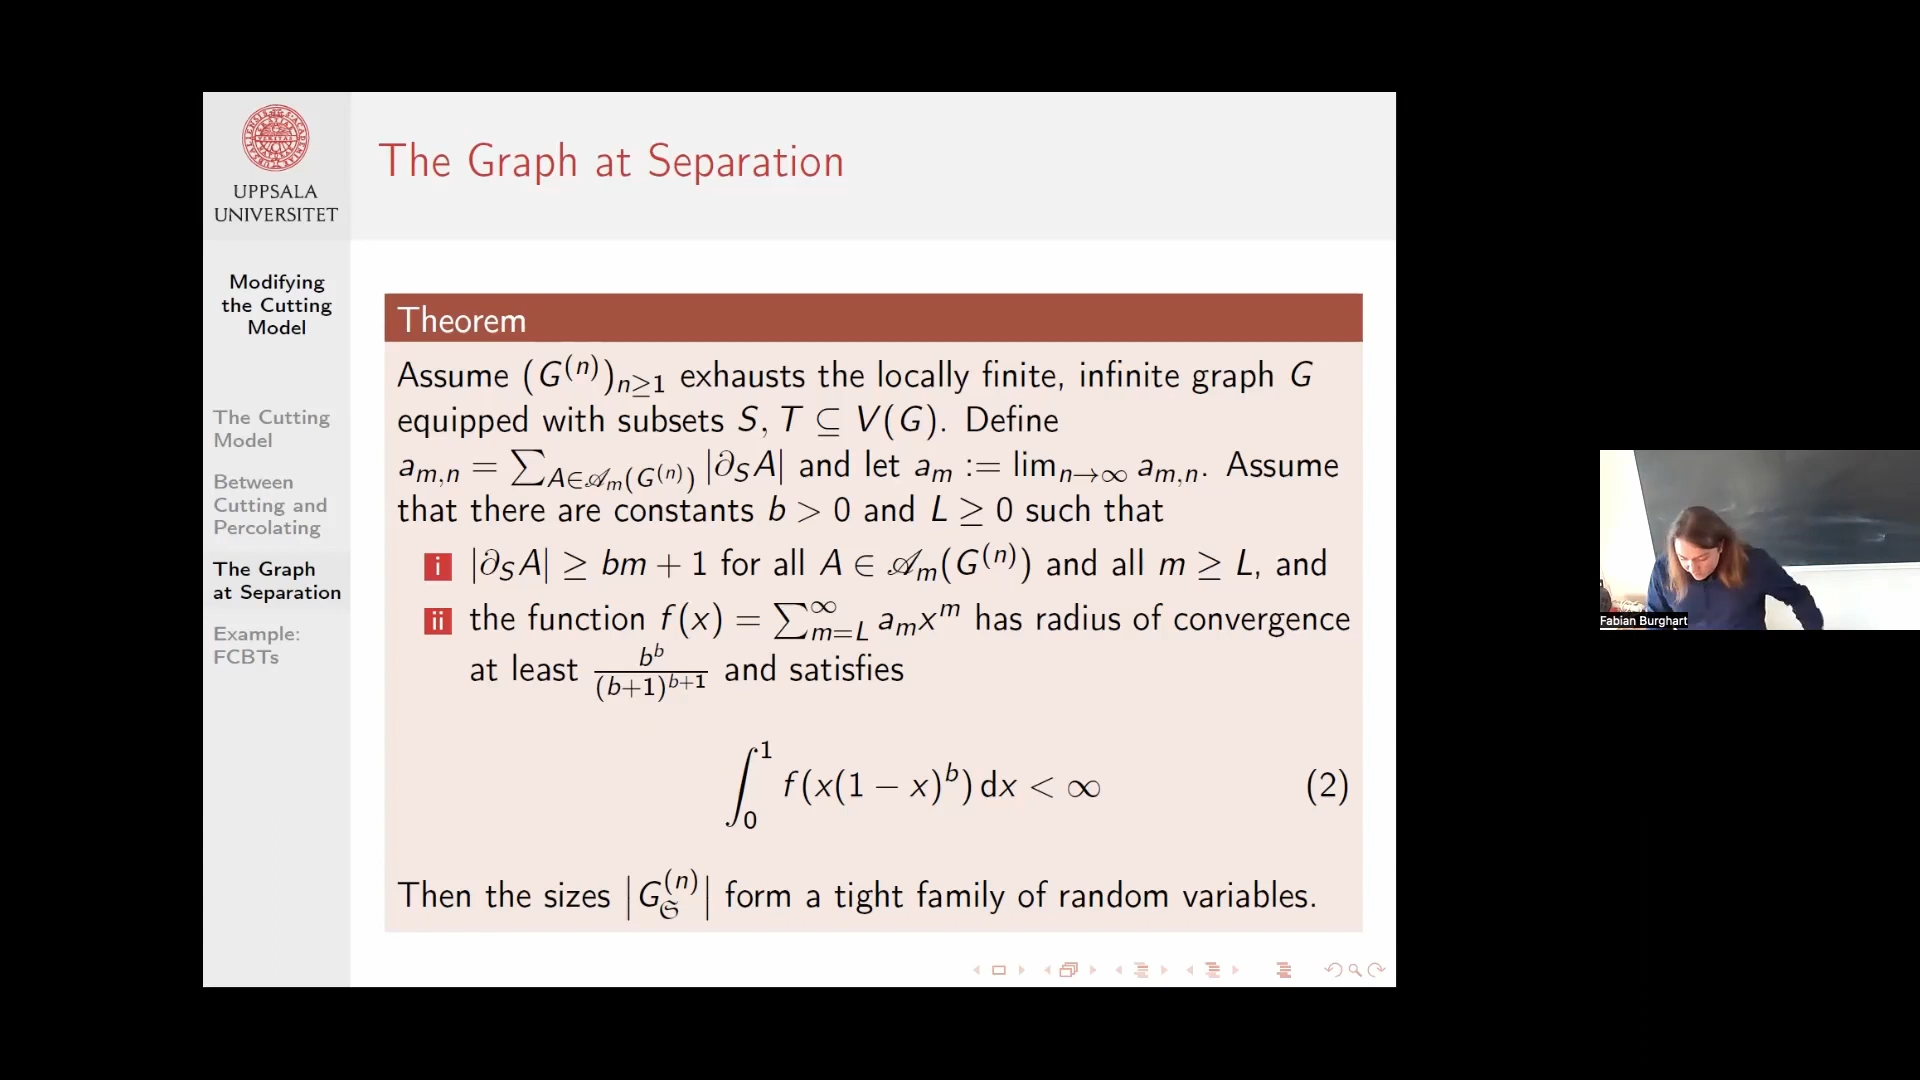 UPPSALA
UNIVERSITET
The Graph at Separation
Modifying
the Cutting
Model
The Cutting
Model
Between
Cutting and
Percolating
The Graph
at Separation
Example:
FCBTs
Theorem
Assume (G^{(n)})_{n≥1} exhausts the locally finite, infinite graph G
equipped with subsets S, T ⊆ V(G). Define
a_{m,n} = ∑_{A∈𝒜_m(G^{(n)})} |∂_S A| and let a_m := lim_{n→∞} a_{m,n}. Assume
that there are constants b > 0 and L ≥ 0 such that
i |∂_S A| ≥ bm + 1 for all A ∈ 𝒜_m(G^{(n)}) and all m ≥ L, and
ii the function f(x) = ∑_{m=L}^{∞} a_m x^m has radius of convergence
at least \frac{b^b}{(b+1)^{b+1}} and satisfies
∫_0^1 f(x(1 − x)^b) dx < ∞ (2)
Then the sizes |G_𝔖^{(n)}| form a tight family of random variables.
Fabian Burghart